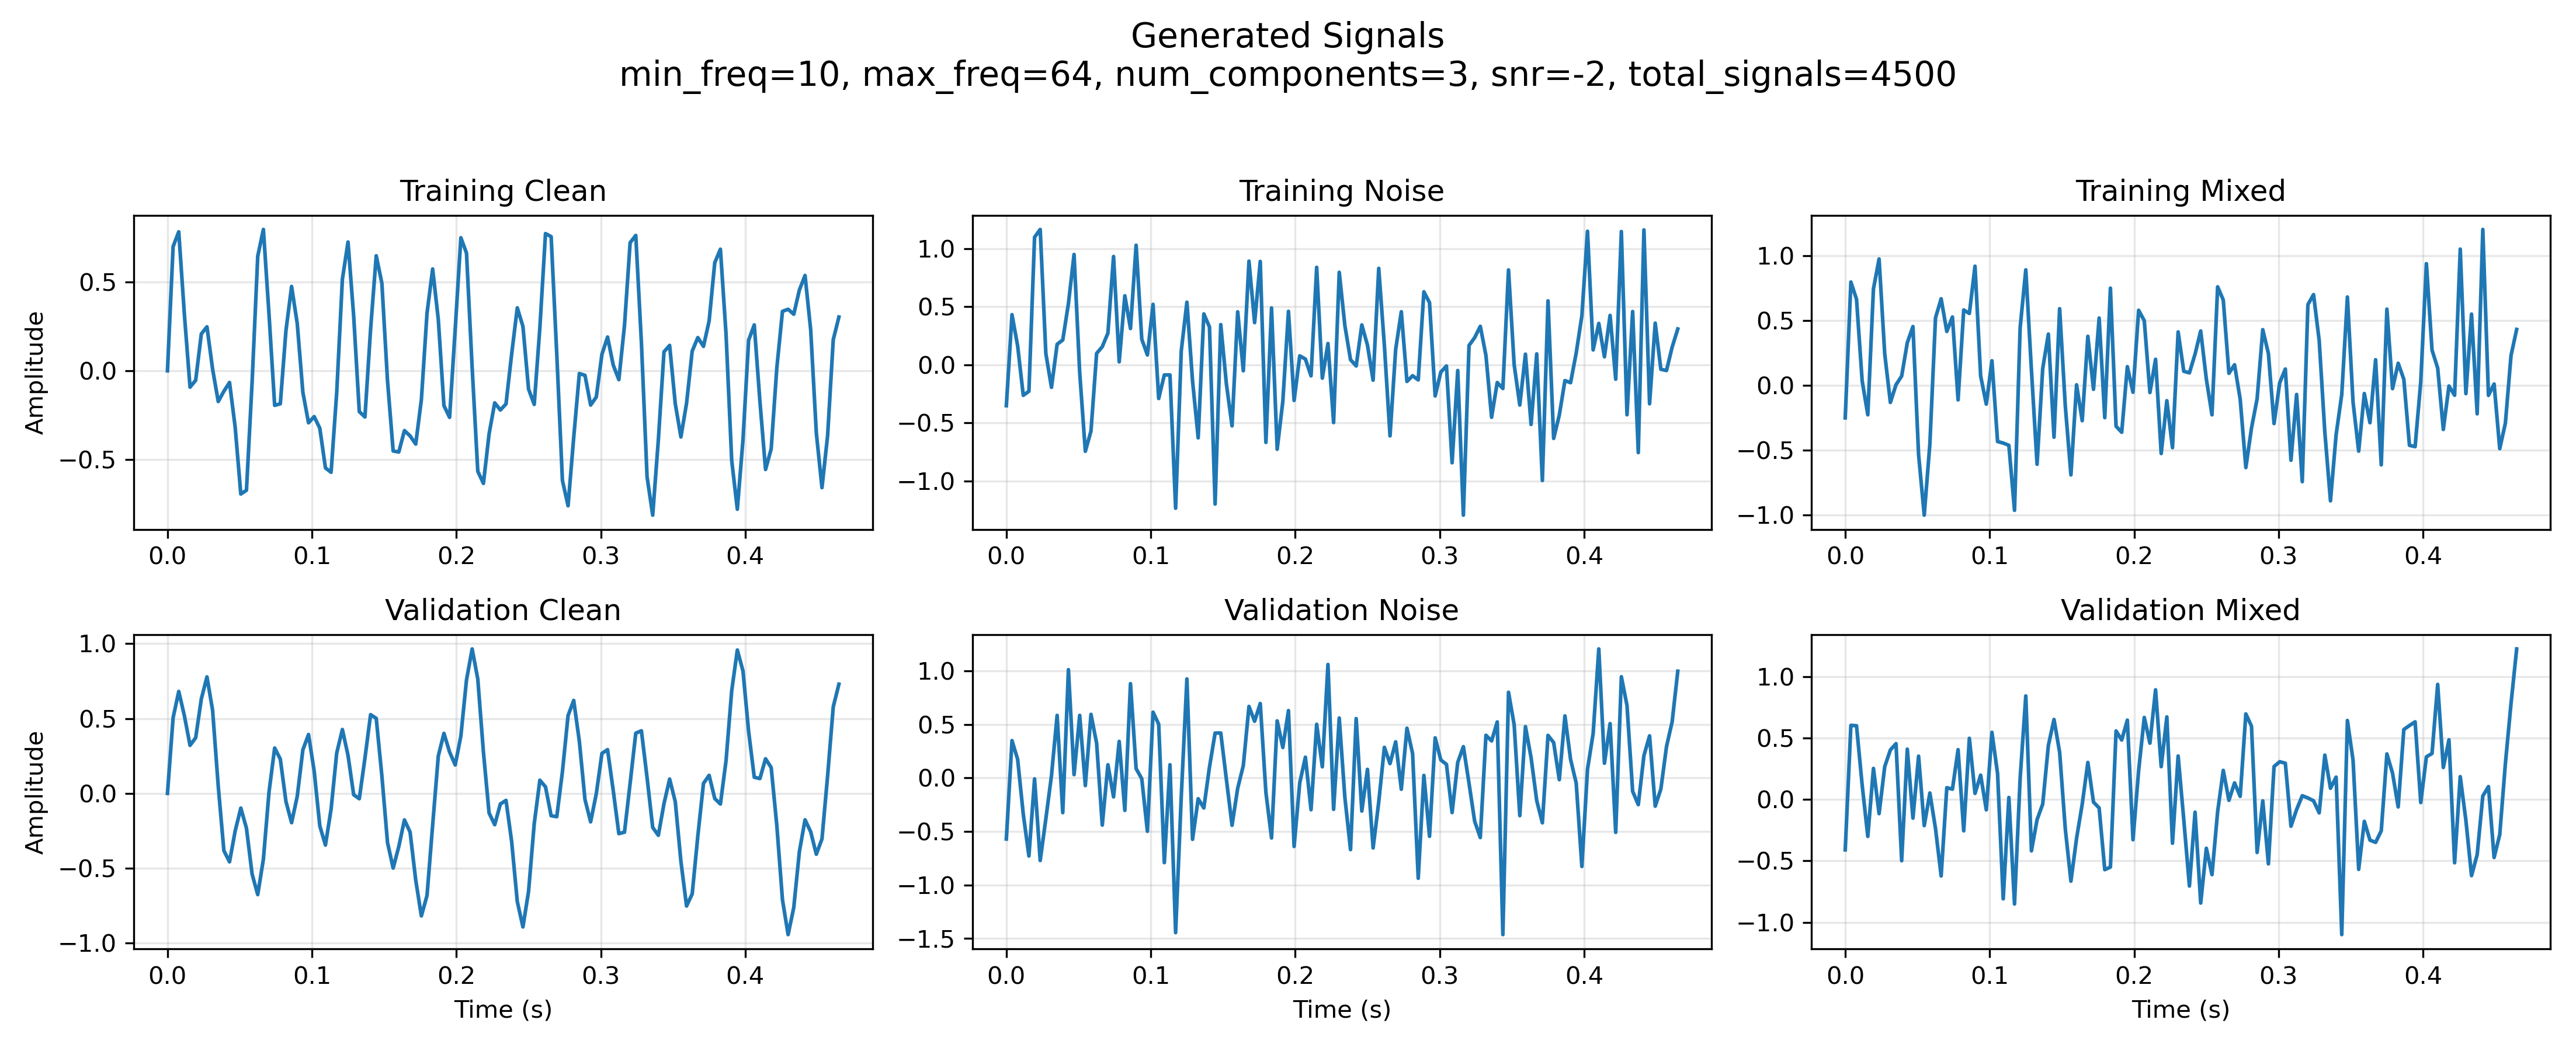 Generated Signals
min_freq=10, max_freq=64, num_components=3, snr=-2, total_signals=4500
Training Clean
Training Noise
Training Mixed
Amplitude
0.5
0.0
−0.5
1.0
0.5
0.0
−0.5
−1.0
1.0
0.5
0.0
−0.5
−1.0
0.0 0.1 0.2 0.3 0.4
0.0 0.1 0.2 0.3 0.4
0.0 0.1 0.2 0.3 0.4
Validation Clean
Validation Noise
Validation Mixed
Amplitude
1.0
0.5
0.0
−0.5
−1.0
1.0
0.5
0.0
−0.5
−1.0
−1.5
1.0
0.5
0.0
−0.5
−1.0
0.0 0.1 0.2 0.3 0.4
0.0 0.1 0.2 0.3 0.4
0.0 0.1 0.2 0.3 0.4
Time (s)
Time (s)
Time (s)